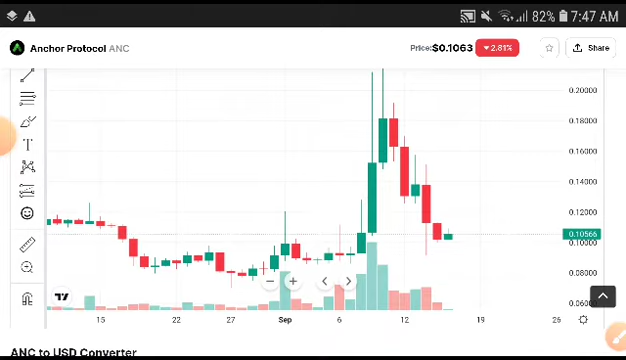 82% 7:47 AM
Anchor Protocol ANC Price: $0.1063 ▾2.81% Share
0.20000
0.18000
0.16000
0.14000
0.12000
0.10566
0.10000
0.08000
0.06000
15 22 27 Sep 6 12 19 26
ANC to USD Converter